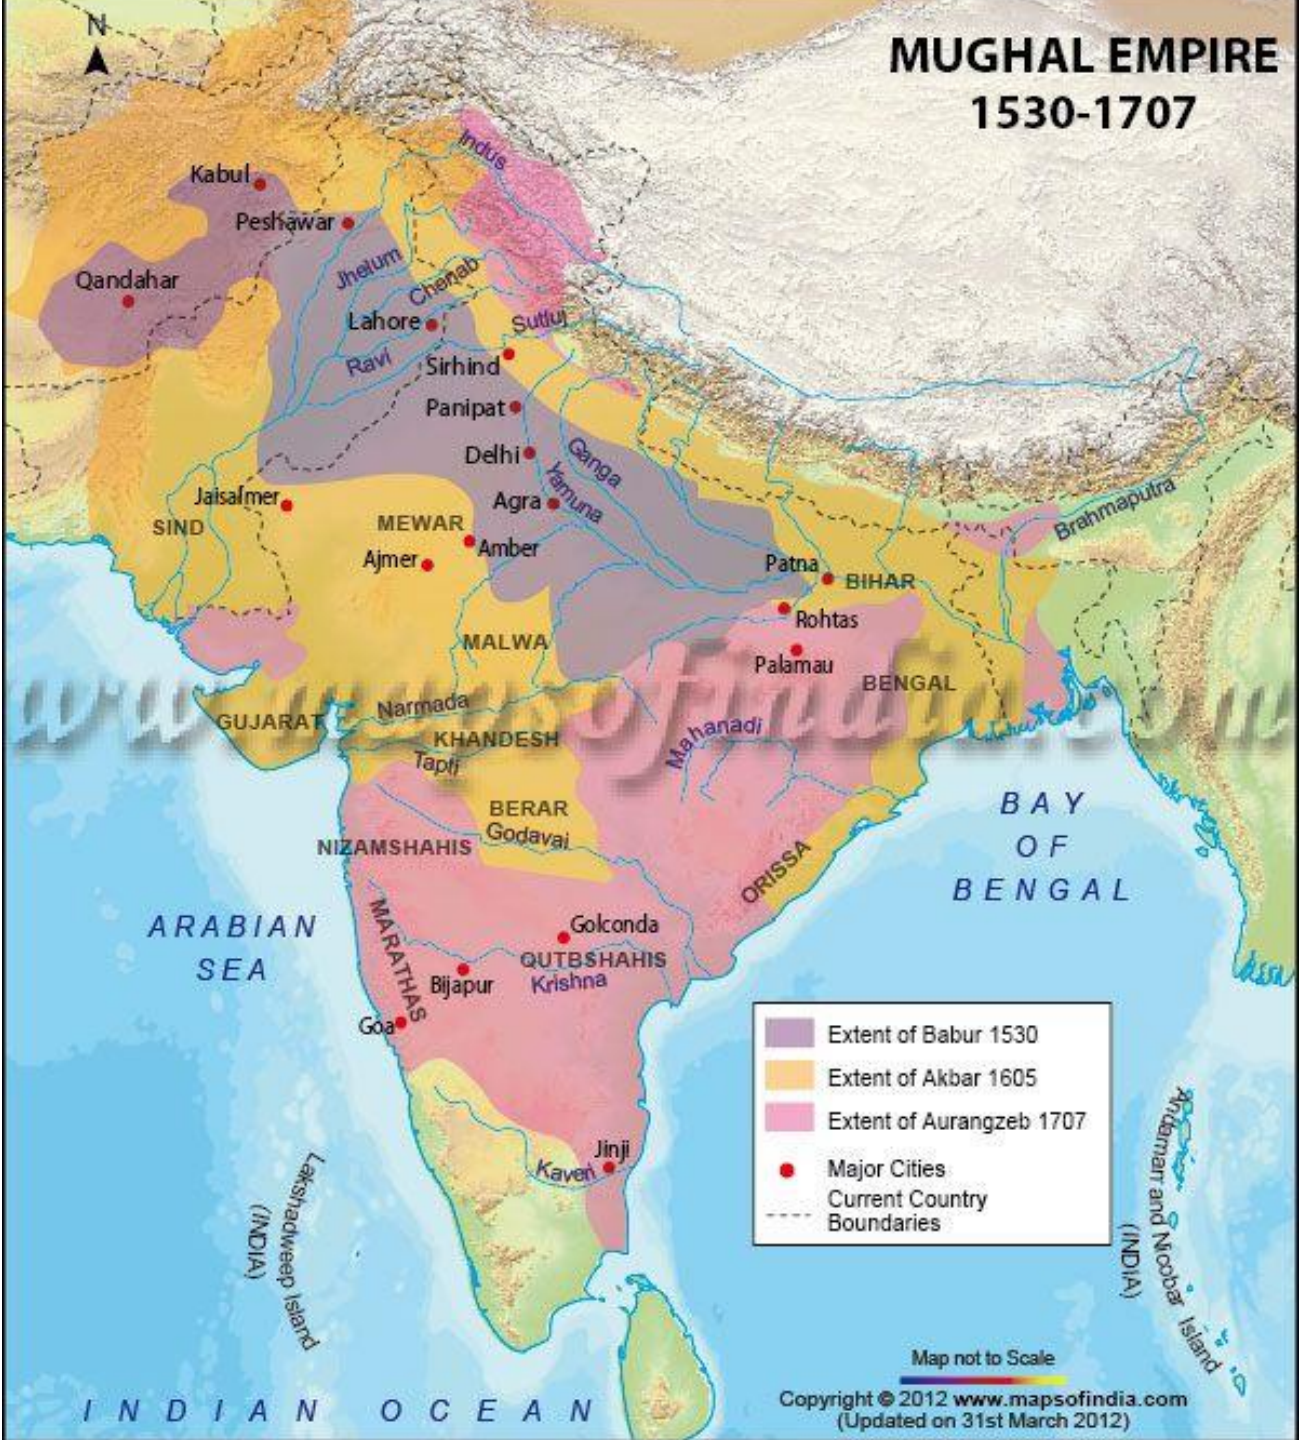 N
MUGHAL EMPIRE
1530-1707
Indus
Kabul
Peshawar
Qandahar
Jhelum
Chenab
Lahore
Sutluj
Ravi
Sirhind
Panipat
Delhi
Ganga
Yamuna
Agra
Jaisalmer
SIND
MEWAR
Ajmer
Amber
Brahmaputra
Patna
BIHAR
Rohtas
MALWA
Palamau
BENGAL
www.mapsofindia.com
Narmada
GUJARAT
KHANDESH
Tapti
Mahanadi
BERAR
Godavai
NIZAMSHAHIS
ORISSA
BAY
OF
BENGAL
ARABIAN
SEA
MARATHAS
Golconda
QUTBSHAHIS
Krishna
Bijapur
Goa
Extent of Babur 1530
Extent of Akbar 1605
Extent of Aurangzeb 1707
Major Cities
Current Country
Boundaries
Jinji
Kaveri
Lakshadweep Island
(INDIA)
Andaman and Nicobar Island
(INDIA)
Map not to Scale
Copyright © 2012 www.mapsofindia.com
(Updated on 31st March 2012)
INDIAN OCEAN